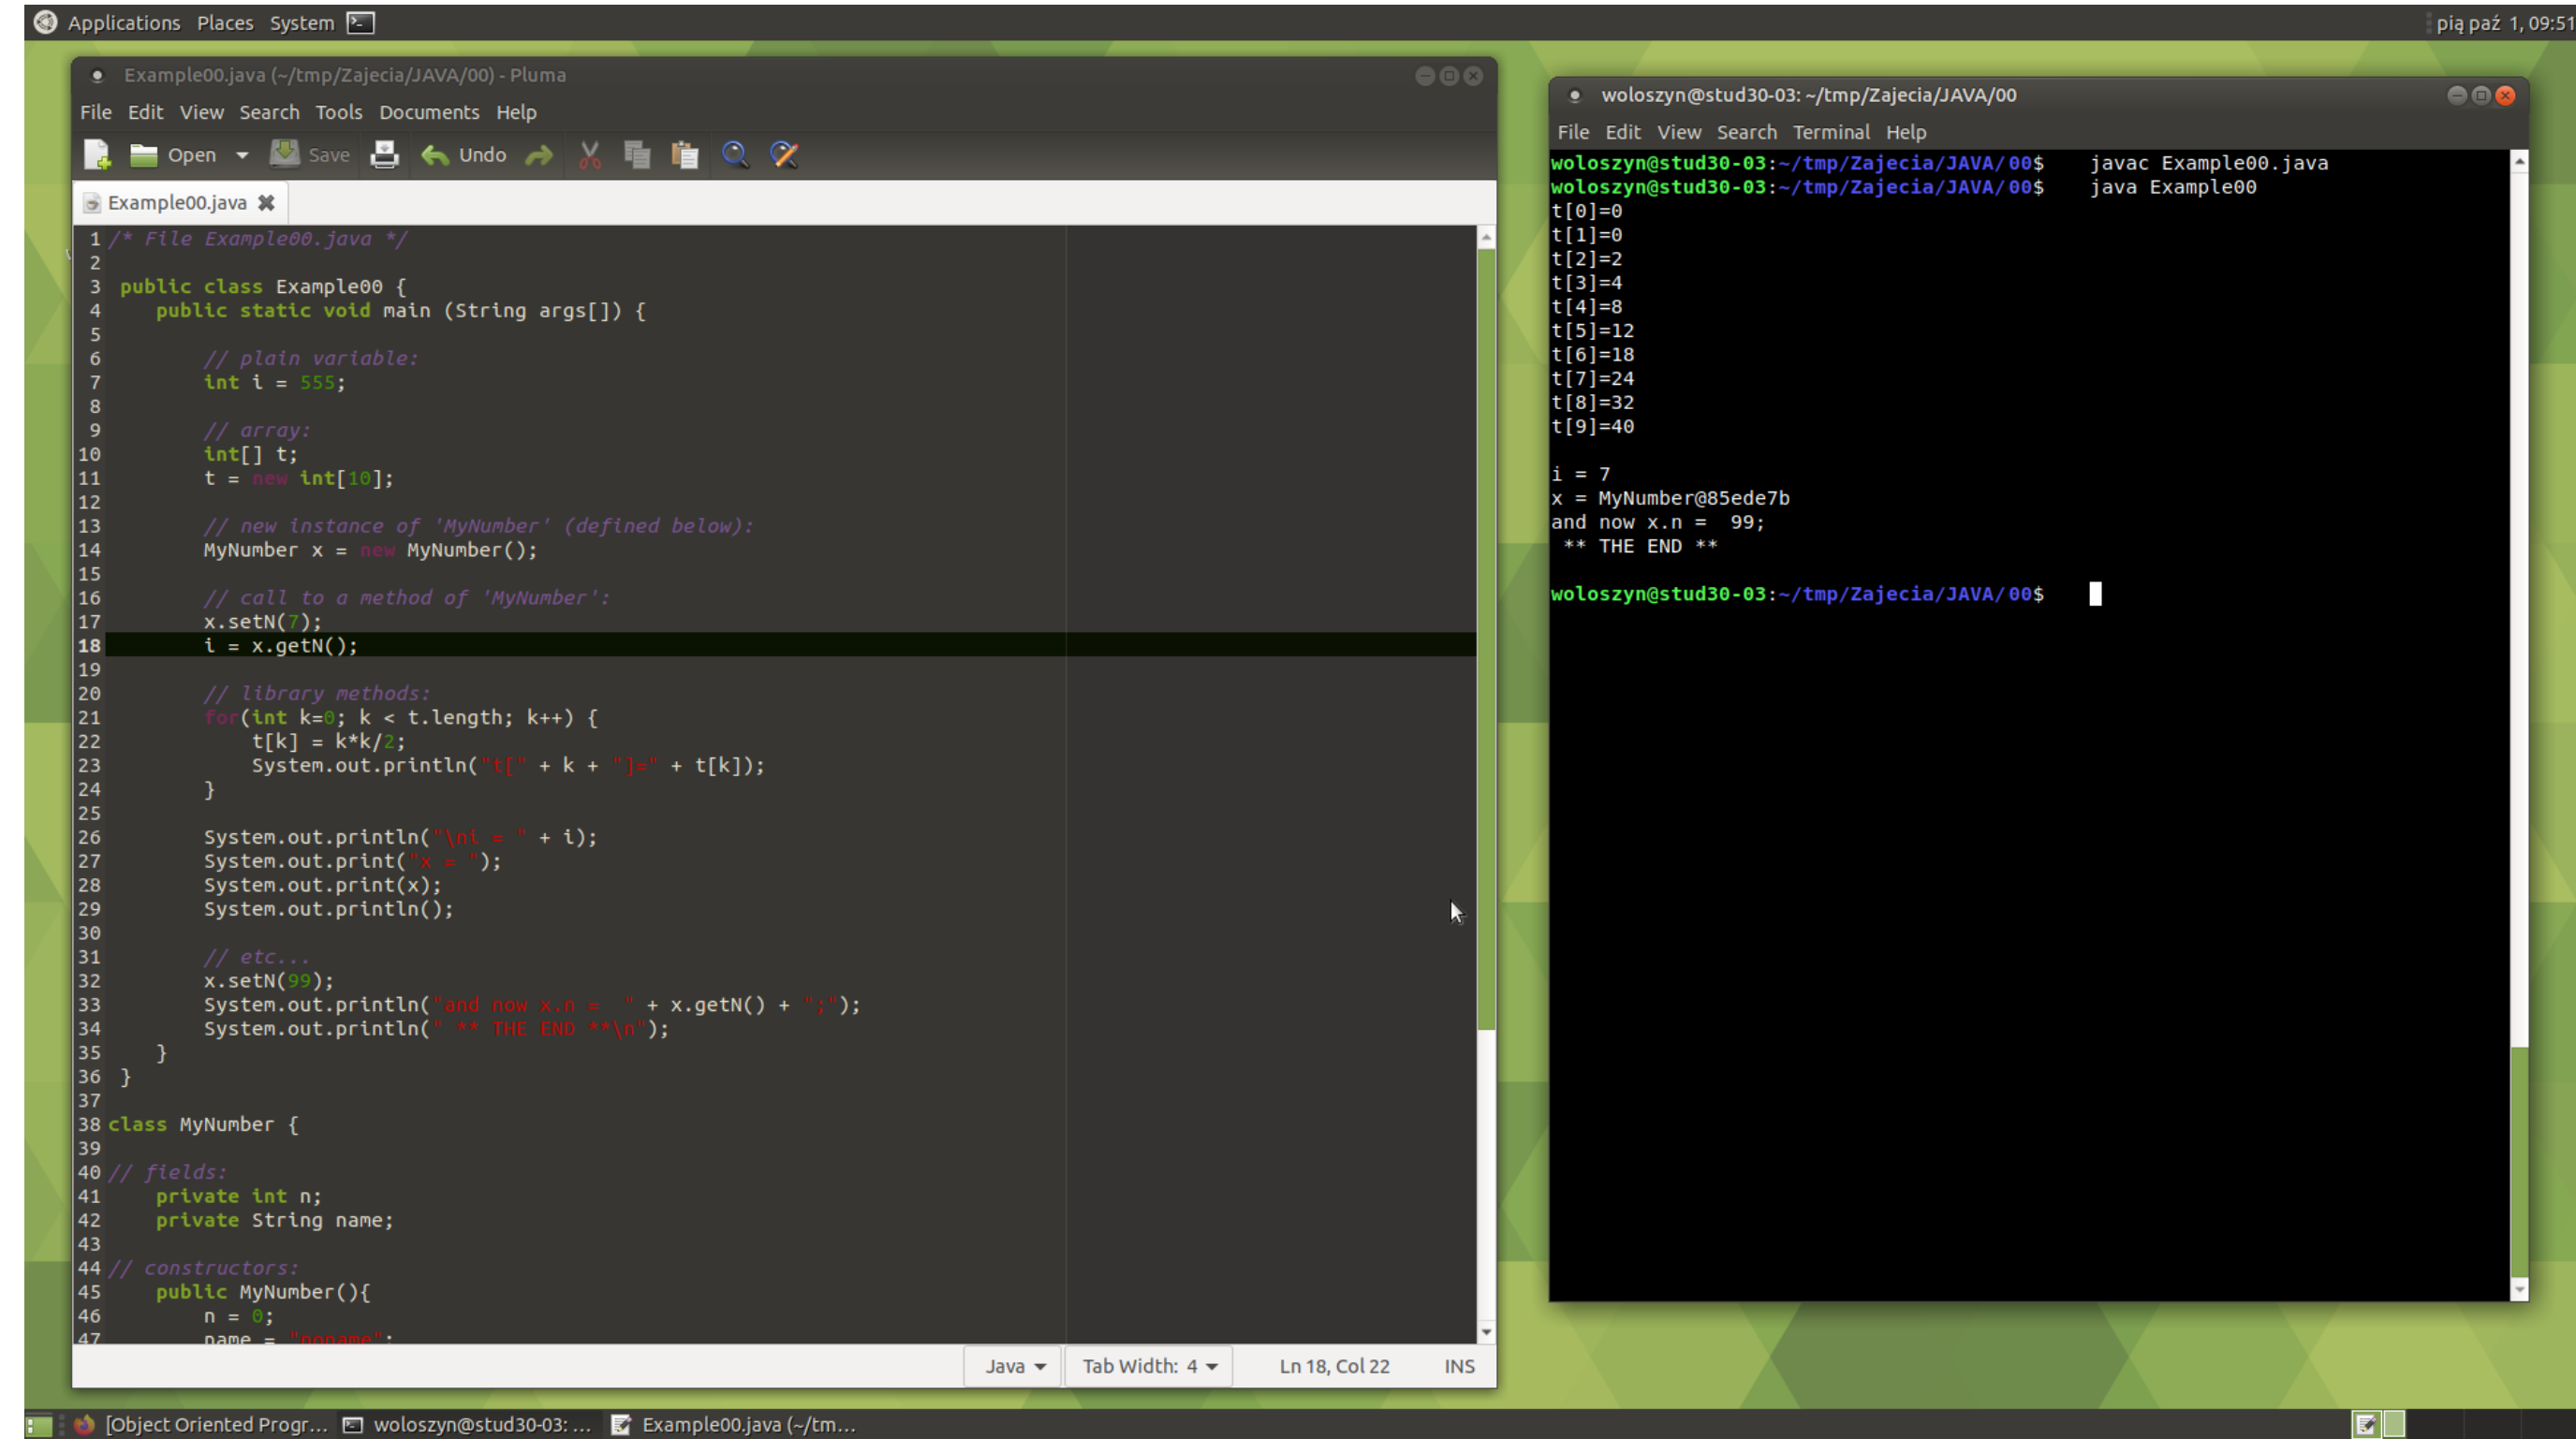 Applications Places System
pią paź 1, 09:51
Example00.java (~/tmp/Zajecia/JAVA/00) - Pluma
File Edit View Search Tools Documents Help
Open Save Undo
Example00.java
1 /* File Example00.java */
2
3 public class Example00 {
4 public static void main (String args[]) {
5
6 // plain variable:
7 int i = 555;
8
9 // array:
10 int[] t;
11 t = new int[10];
12
13 // new instance of 'MyNumber' (defined below):
14 MyNumber x = new MyNumber();
15
16 // call to a method of 'MyNumber':
17 x.setN(7);
18 i = x.getN();
19
20 // library methods:
21 for(int k=0; k < t.length; k++) {
22 t[k] = k*k/2;
23 System.out.println("t[" + k + "]=" + t[k]);
24 }
25
26 System.out.println("\ni = " + i);
27 System.out.print("x = ");
28 System.out.print(x);
29 System.out.println();
30
31 // etc...
32 x.setN(99);
33 System.out.println("and now x.n =  " + x.getN() + ";");
34 System.out.println(" ** THE END **\n");
35 }
36 }
37
38 class MyNumber {
39
40 // fields:
41 private int n;
42 private String name;
43
44 // constructors:
45 public MyNumber(){
46 n = 0;
47 name = "noname";
Java Tab Width: 4 Ln 18, Col 22 INS
woloszyn@stud30-03: ~/tmp/Zajecia/JAVA/00
File Edit View Search Terminal Help
woloszyn@stud30-03:~/tmp/Zajecia/JAVA/00$ javac Example00.java
woloszyn@stud30-03:~/tmp/Zajecia/JAVA/00$ java Example00
t[0]=0
t[1]=0
t[2]=2
t[3]=4
t[4]=8
t[5]=12
t[6]=18
t[7]=24
t[8]=32
t[9]=40

i = 7
x = MyNumber@85ede7b
and now x.n =  99;
 ** THE END **

woloszyn@stud30-03:~/tmp/Zajecia/JAVA/00$
[Object Oriented Progr... woloszyn@stud30-03: ... Example00.java (~/tm...